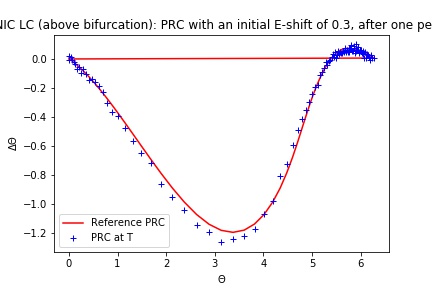 NIC LC (above bifurcation): PRC with an initial E-shift of 0.3, after one pe
0.0
−0.2
−0.4
−0.6
−0.8
−1.0
−1.2
ΔΘ
Reference PRC
PRC at T
0 1 2 3 4 5 6
Θ